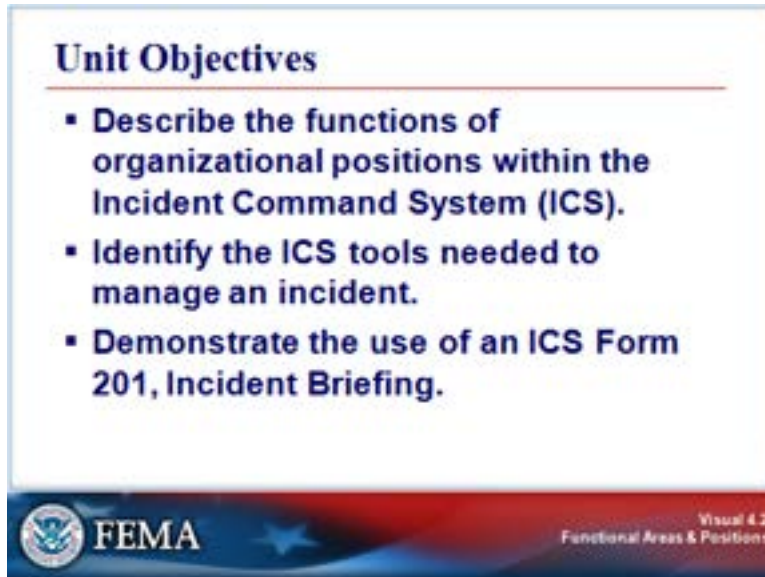 Unit Objectives
▪ Describe the functions of
organizational positions within the
Incident Command System (ICS).
▪ Identify the ICS tools needed to
manage an incident.
▪ Demonstrate the use of an ICS Form
201, Incident Briefing.
FEMA
Visual 4.2
Functional Areas & Positions